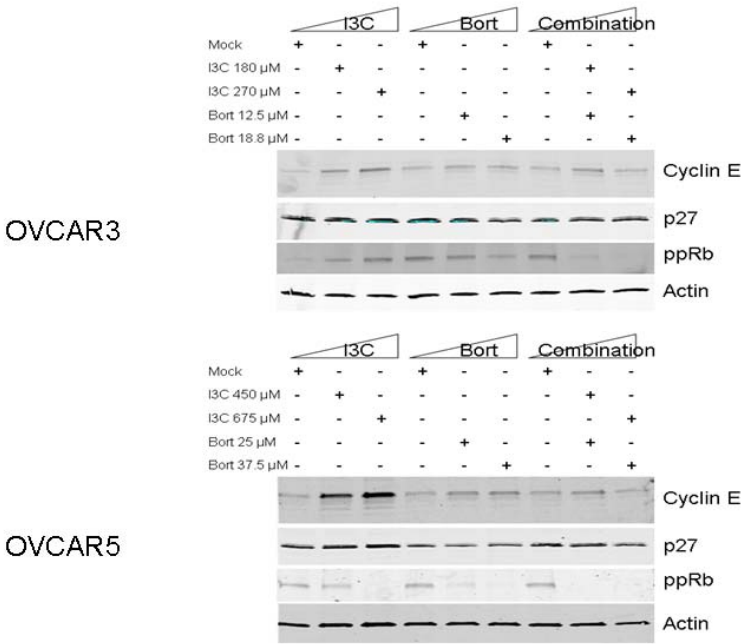 I3C Bort Combination
Mock + - - + - - + - -
I3C 180 µM - + - - - - - + -
I3C 270 µM - - + - - - - - +
Bort 12.5 µM - - - - + - - + -
Bort 18.8 µM - - - - - + - - +
Cyclin E
p27
OVCAR3
ppRb
Actin
I3C Bort Combination
Mock + - - + - - + - -
I3C 450 µM - + - - - - - + -
I3C 675 µM - - + - - - - - +
Bort 25 µM - - - - + - - + -
Bort 37.5 µM - - - - - + - - +
Cyclin E
OVCAR5
p27
ppRb
Actin